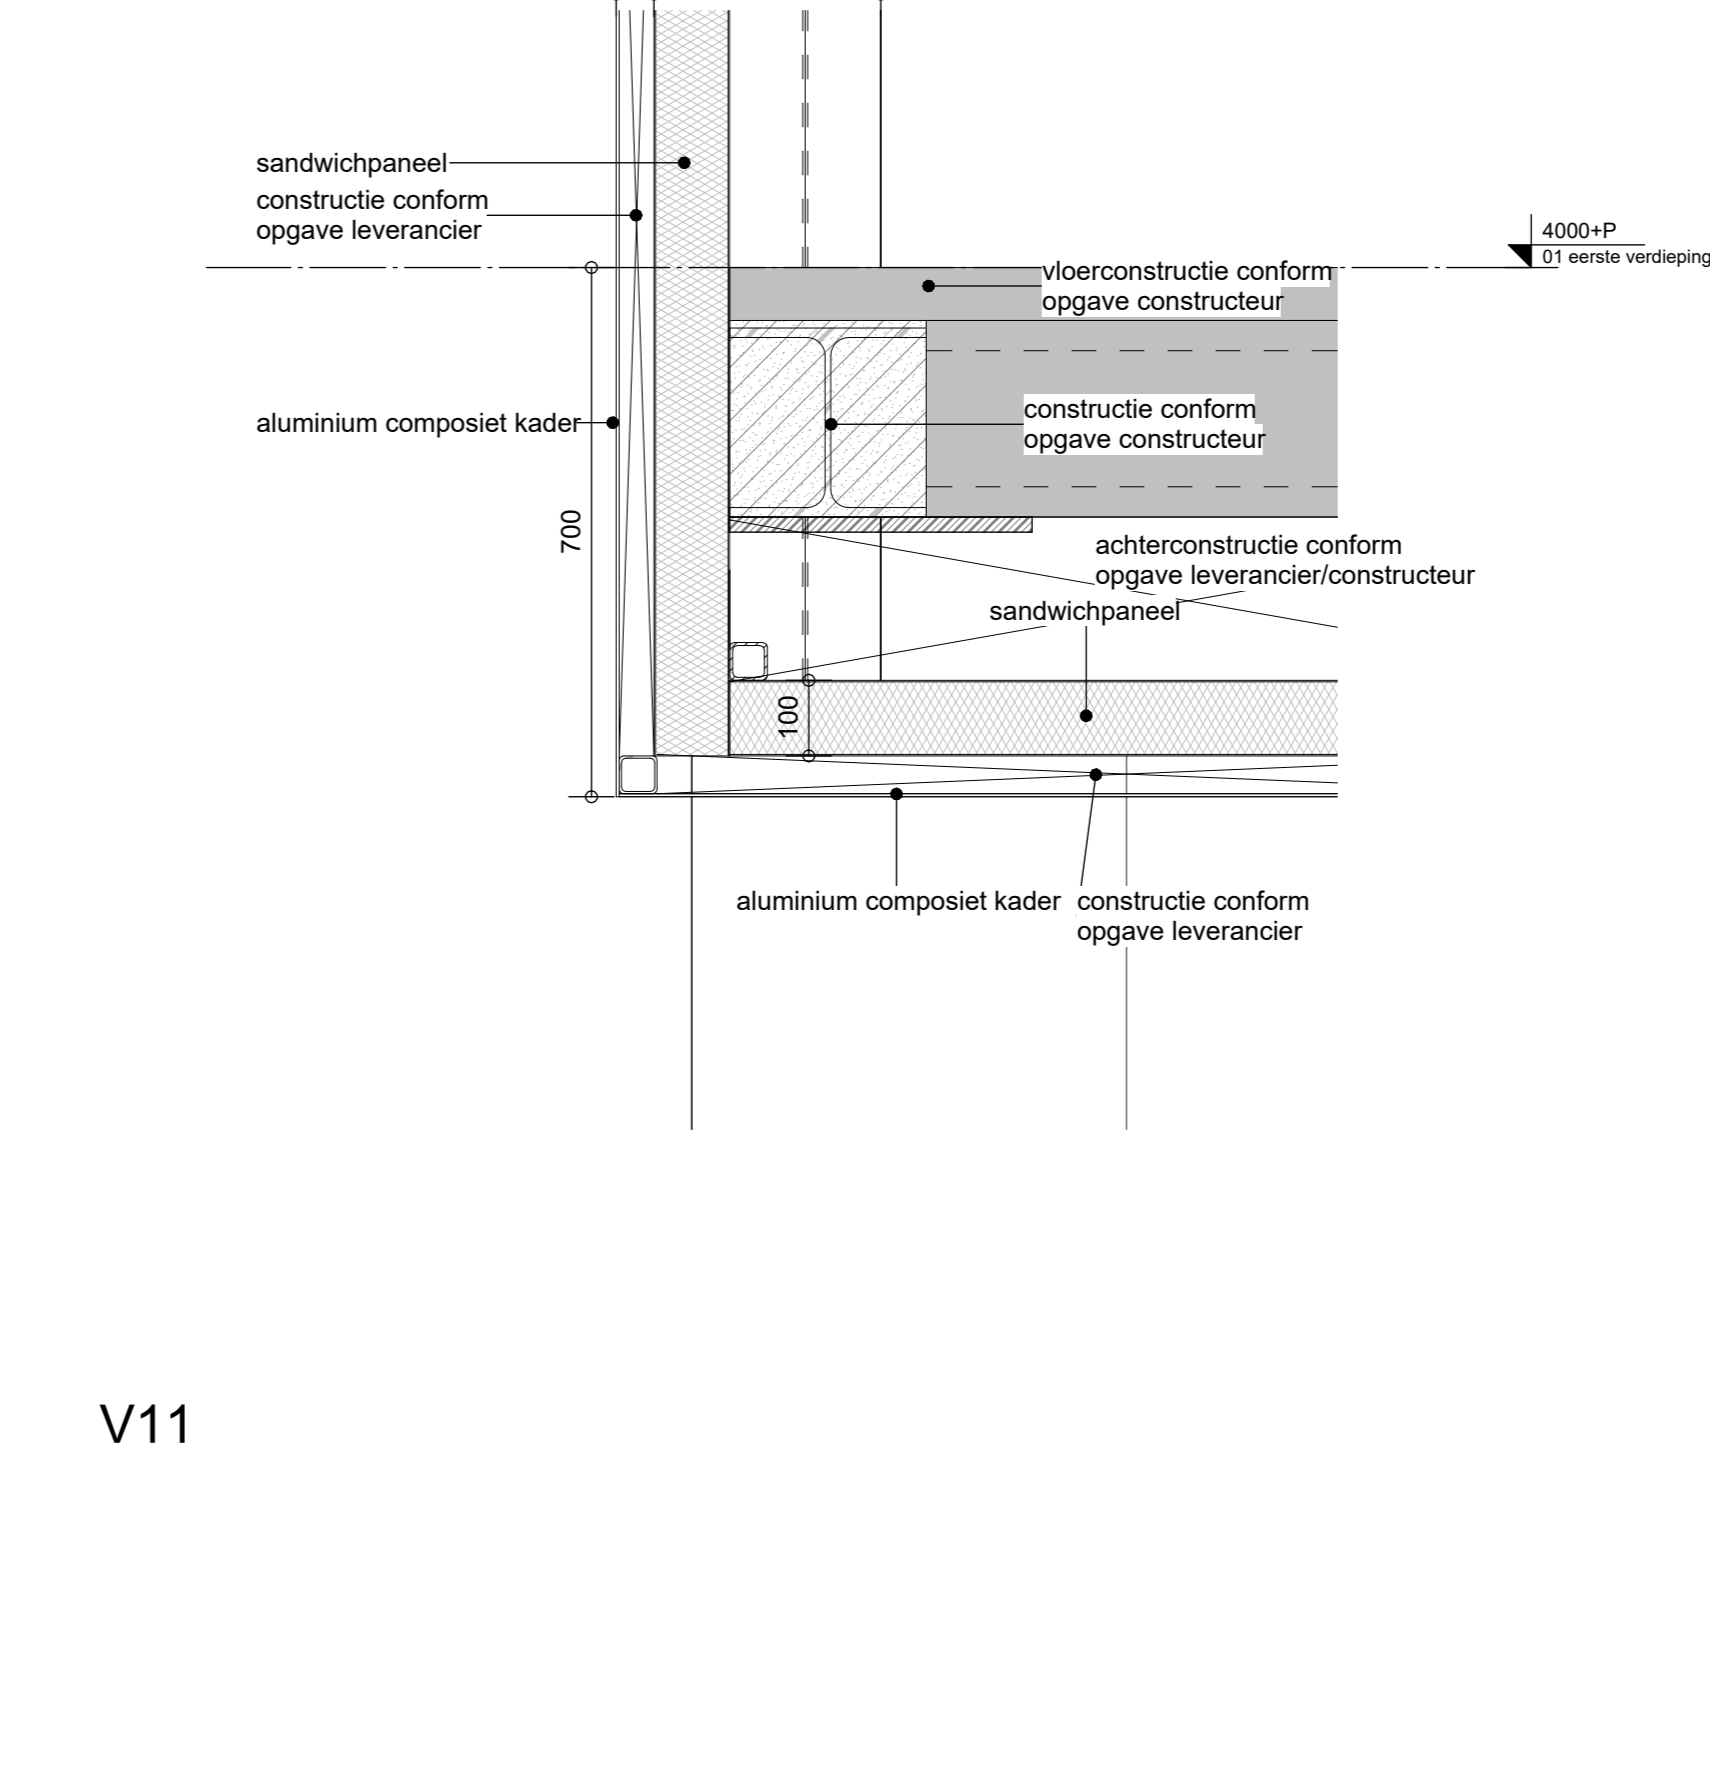 sandwichpaneel
constructie conform
opgave leverancier
4000+P
01 eerste verdieping
vloerconstructie conform
opgave constructeur
aluminium composiet kader
constructie conform
opgave constructeur
700
achterconstructie conform
opgave leverancier/constructeur
sandwichpaneel
100
aluminium composiet kader
constructie conform
opgave leverancier
V11